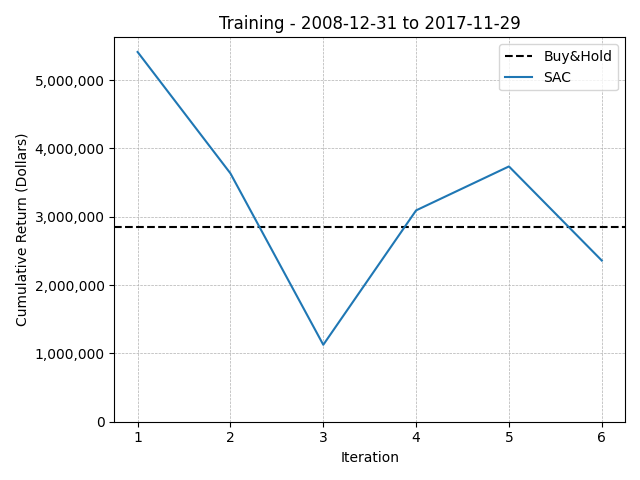 Training - 2008-12-31 to 2017-11-29
Buy&Hold
SAC
Cumulative Return (Dollars)
5,000,000
4,000,000
3,000,000
2,000,000
1,000,000
0
1 2 3 4 5 6
Iteration